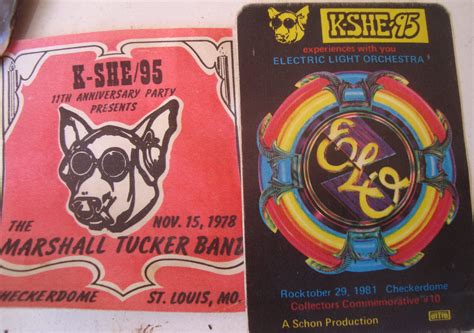 K-SHE/95
11TH ANNIVERSARY PARTY
PRESENTS
THE
NOV. 15, 1978
MARSHALL TUCKER BAND
CHECKERDOME
ST. LOUIS, MO.
K-SHE-95
experiences with you
ELECTRIC LIGHT ORCHESTRA
ELO
Rocktober 29, 1981 Checkerdome
Collectors Commemorative #10
A Schon Production